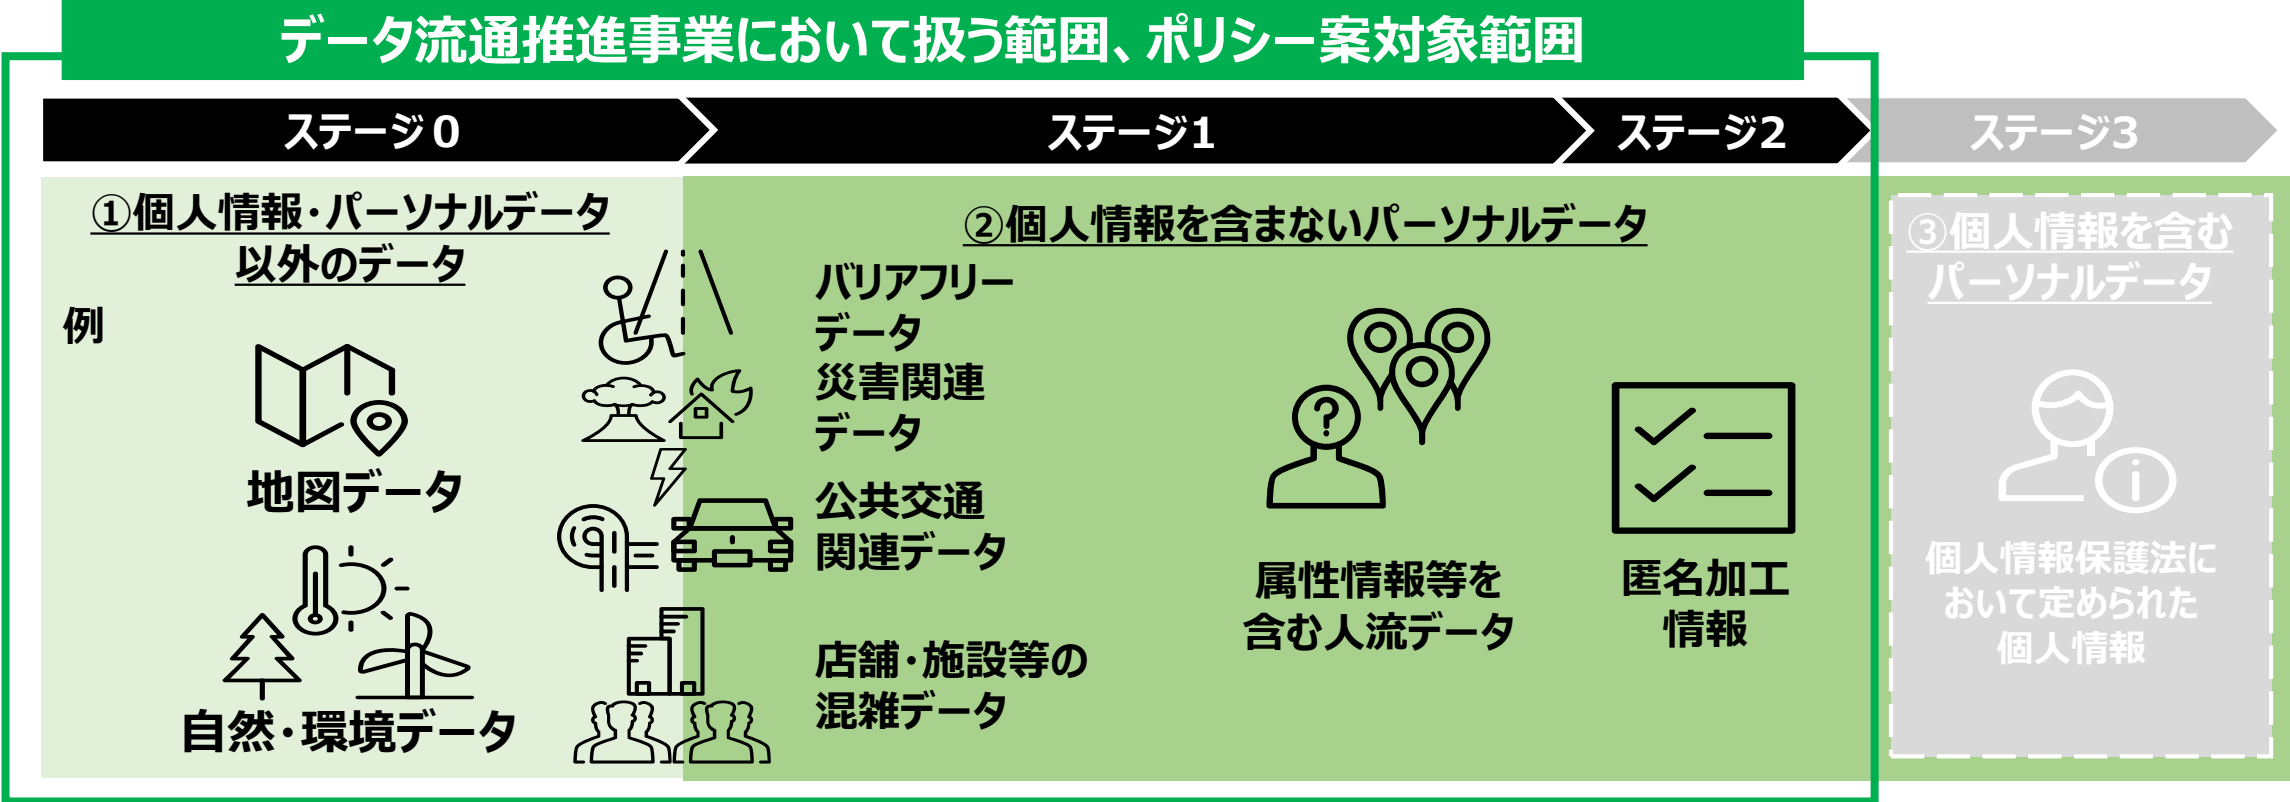 データ流通推進事業において扱う範囲、ポリシー案対象範囲
ステージ0
ステージ1
ステージ2
ステージ3
①個人情報・パーソナルデータ
以外のデータ
例
地図データ
自然・環境データ
②個人情報を含まないパーソナルデータ
バリアフリー
データ
災害関連
データ
公共交通
関連データ
店舗・施設等の
混雑データ
?
属性情報等を
含む人流データ
匿名加工
情報
③個人情報を含む
パーソナルデータ
i
個人情報保護法に
おいて定められた
個人情報